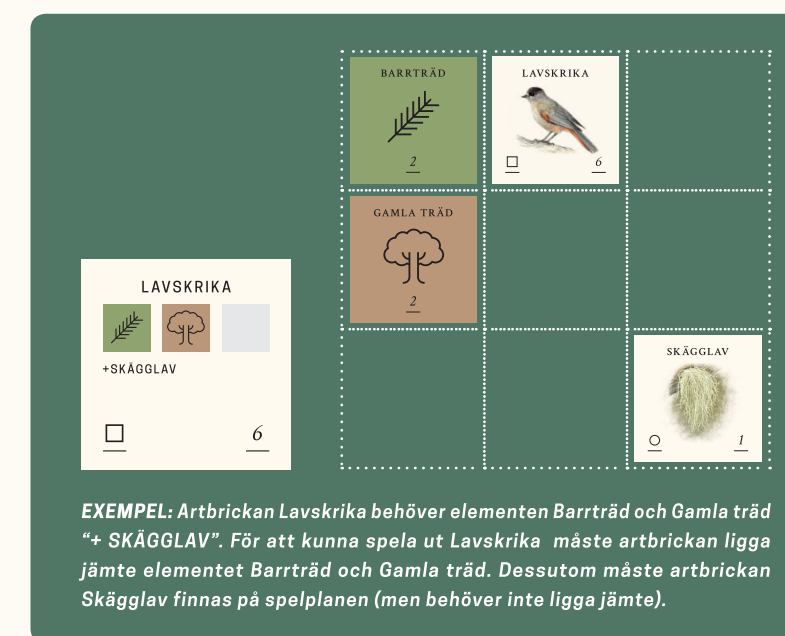 BARRTRÄD
2
LAVSKRIKA
6
GAMLA TRÄD
2
LAVSKRIKA
+SKÄGGLAV
6
SKÄGGLAV
1
EXEMPEL: Artbrickan Lavskrika behöver elementen Barrträd och Gamla träd
“+ SKÄGGLAV”. För att kunna spela ut Lavskrika måste artbrickan ligga
jämte elementet Barrträd och Gamla träd. Dessutom måste artbrickan
Skägglav finnas på spelplanen (men behöver inte ligga jämte).